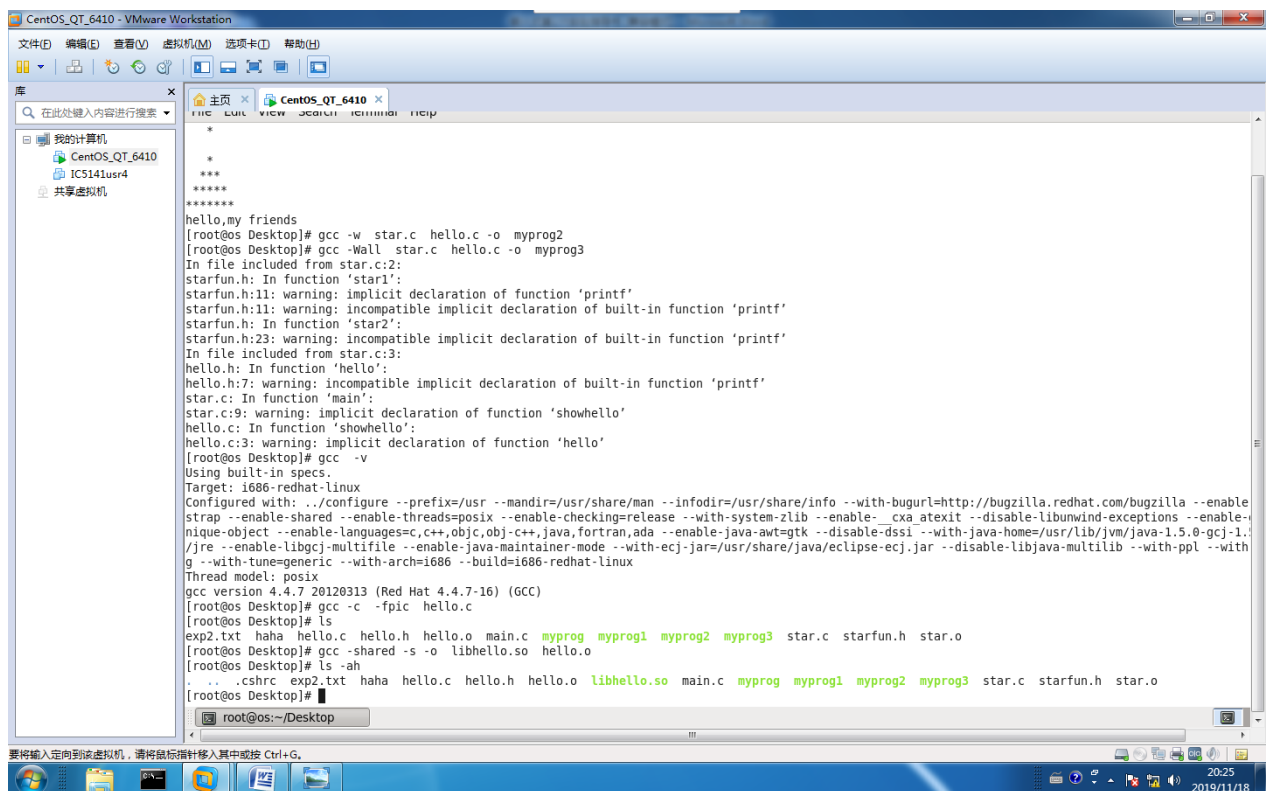 CentOS_QT_6410 - VMware Workstation
文件(F) 编辑(E) 查看(V) 虚拟机(M) 选项卡(T) 帮助(H)
库 ×
在此处键入内容进行搜索
我的计算机
CentOS_QT_6410
IC5141usr4
共享虚拟机
主页 × CentOS_QT_6410 ×
File Edit View Search Terminal Help
*
*
***
*****
*******
hello,my friends
[root@os Desktop]# gcc -w  star.c  hello.c -o  myprog2
[root@os Desktop]# gcc -Wall  star.c  hello.c -o  myprog3
In file included from star.c:2:
starfun.h: In function ‘star1’:
starfun.h:11: warning: implicit declaration of function ‘printf’
starfun.h:11: warning: incompatible implicit declaration of built-in function ‘printf’
starfun.h: In function ‘star2’:
starfun.h:23: warning: incompatible implicit declaration of built-in function ‘printf’
In file included from star.c:3:
hello.h: In function ‘hello’:
hello.h:7: warning: incompatible implicit declaration of built-in function ‘printf’
star.c: In function ‘main’:
star.c:9: warning: implicit declaration of function ‘showhello’
hello.c: In function ‘showhello’:
hello.c:3: warning: implicit declaration of function ‘hello’
[root@os Desktop]# gcc  -v
Using built-in specs.
Target: i686-redhat-linux
Configured with: ../configure --prefix=/usr --mandir=/usr/share/man --infodir=/usr/share/info --with-bugurl=http://bugzilla.redhat.com/bugzilla --enable
strap --enable-shared --enable-threads=posix --enable-checking=release --with-system-zlib --enable-__cxa_atexit --disable-libunwind-exceptions --enable-
nique-object --enable-languages=c,c++,objc,obj-c++,java,fortran,ada --enable-java-awt=gtk --disable-dssi --with-java-home=/usr/lib/jvm/java-1.5.0-gcj-1.
/jre --enable-libgcj-multifile --enable-java-maintainer-mode --with-ecj-jar=/usr/share/java/eclipse-ecj.jar --disable-libjava-multilib --with-ppl --with
g --with-tune=generic --with-arch=i686 --build=i686-redhat-linux
Thread model: posix
gcc version 4.4.7 20120313 (Red Hat 4.4.7-16) (GCC)
[root@os Desktop]# gcc -c  -fpic  hello.c
[root@os Desktop]# ls
exp2.txt  haha  hello.c  hello.h  hello.o  main.c  myprog  myprog1  myprog2  myprog3  star.c  starfun.h  star.o
[root@os Desktop]# gcc -shared -s -o  libhello.so  hello.o
[root@os Desktop]# ls -ah
.  ..  .cshrc  exp2.txt  haha  hello.c  hello.h  hello.o  libhello.so  main.c  myprog  myprog1  myprog2  myprog3  star.c  starfun.h  star.o
[root@os Desktop]#
root@os:~/Desktop
要将输入定向到该虚拟机，请将鼠标指针移入其中或按 Ctrl+G。
20:25
2019/11/18